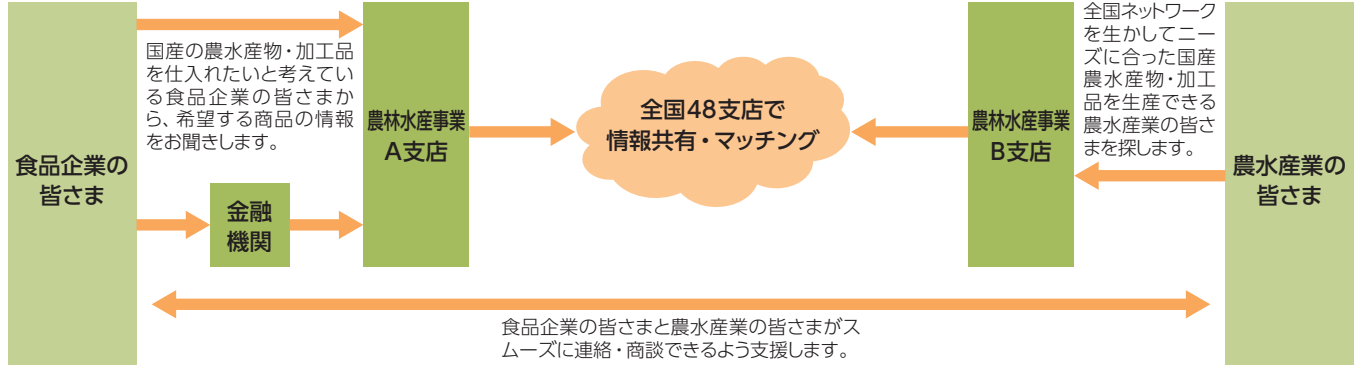 食品企業の
皆さま
国産の農水産物・加工品
を仕入れたいと考えてい
る食品企業の皆さまか
ら、希望する商品の情報
をお聞きします。
金融
機関
農林水産事業
A支店
全国48支店で
情報共有・マッチング
農林水産事業
B支店
全国ネットワーク
を生かしてニー
ズに合った国産
農水産物・加工
品を生産できる
農水産業の皆さ
まを探します。
農水産業の
皆さま
食品企業の皆さまと農水産業の皆さまがス
ムーズに連絡・商談できるよう支援します。